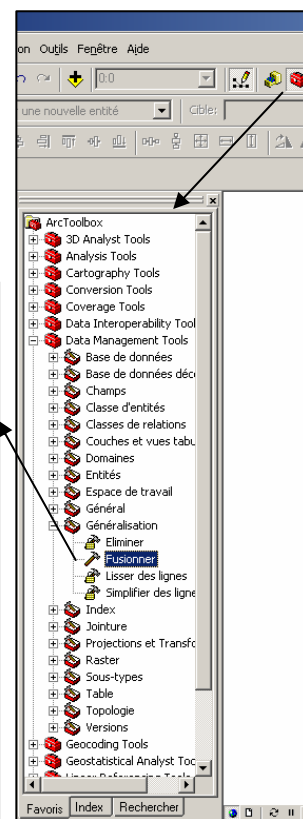 on Outils Fenêtre Aide
0:0
une nouvelle entité Cible:
ArcToolbox
3D Analyst Tools
Analysis Tools
Cartography Tools
Conversion Tools
Coverage Tools
Data Interoperability Tool
Data Management Tools
Base de données
Base de données déc
Champs
Classe d'entités
Classes de relations
Couches et vues tabu
Domaines
Entités
Espace de travail
Général
Généralisation
Eliminer
Fusionner
Lisser des lignes
Simplifier des ligne
Index
Jointure
Projections et Transfo
Raster
Sous-types
Table
Topologie
Versions
Geocoding Tools
Geostatistical Analyst Too
Linear Referencing Tools
Favoris Index Rechercher